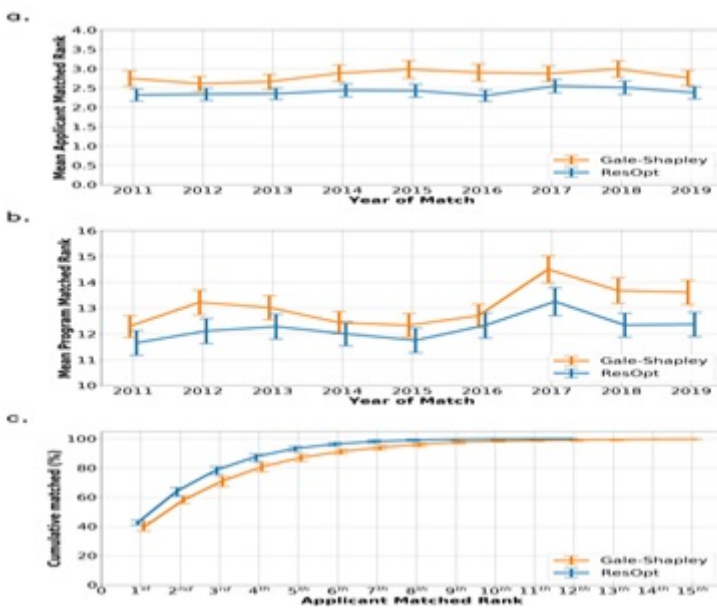 a.
4.0
3.5
3.0
2.5
2.0
1.5
1.0
0.5
0.0
Mean Applicant Matched Rank
Gale-Shapley
ResOpt
2011 2012 2013 2014 2015 2016 2017 2018 2019
Year of Match
b.
16
15
14
13
12
11
10
Mean Program Matched Rank
Gale-Shapley
ResOpt
2011 2012 2013 2014 2015 2016 2017 2018 2019
Year of Match
c.
100
80
60
40
20
0
Cumulative matched (%)
Gale-Shapley
ResOpt
0 1st 2nd 3rd 4th 5th 6th 7th 8th 9th 10th 11th 12th 13th 14th 15th
Applicant Matched Rank